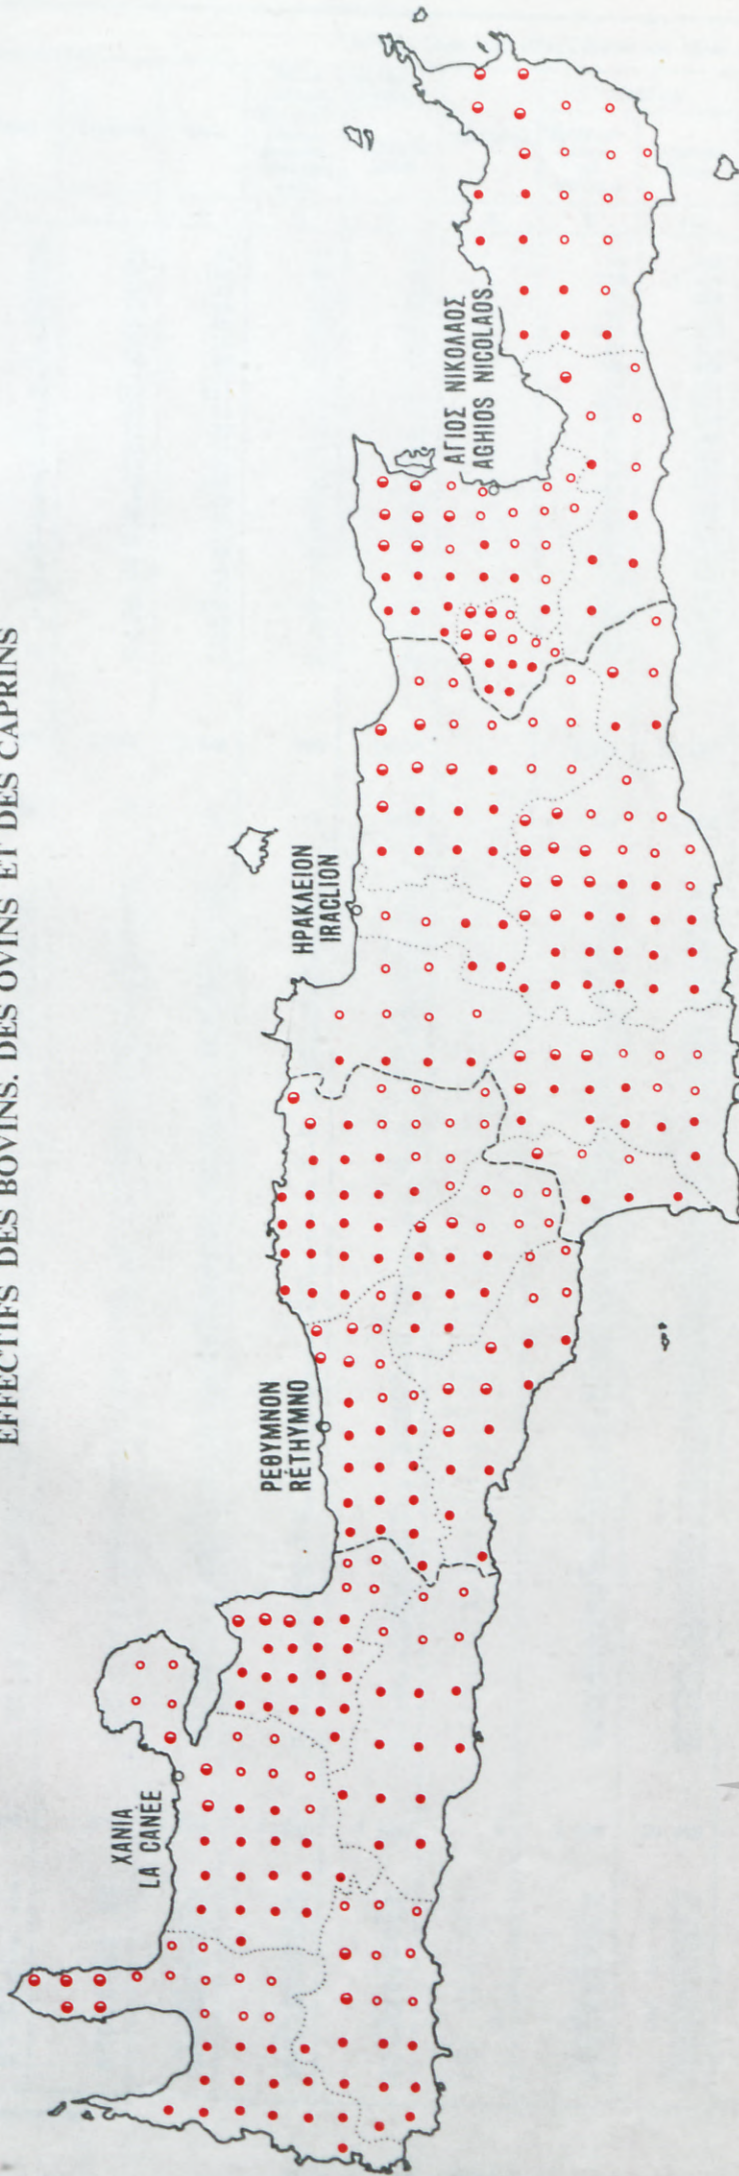 EFFECTIFS DES BOVINS, DES OVINS ET DES CAPRINS
ΧΑΝΙΑ
LA CANÉE
ΡΕΘΥΜΝΟΝ
RÉTHYMNO
ΗΡΑΚΛΕΙΟΝ
IRACLION
ΑΓΙΟΣ ΝΙΚΟΛΑΟΣ
AGHIOS NICOLAOS